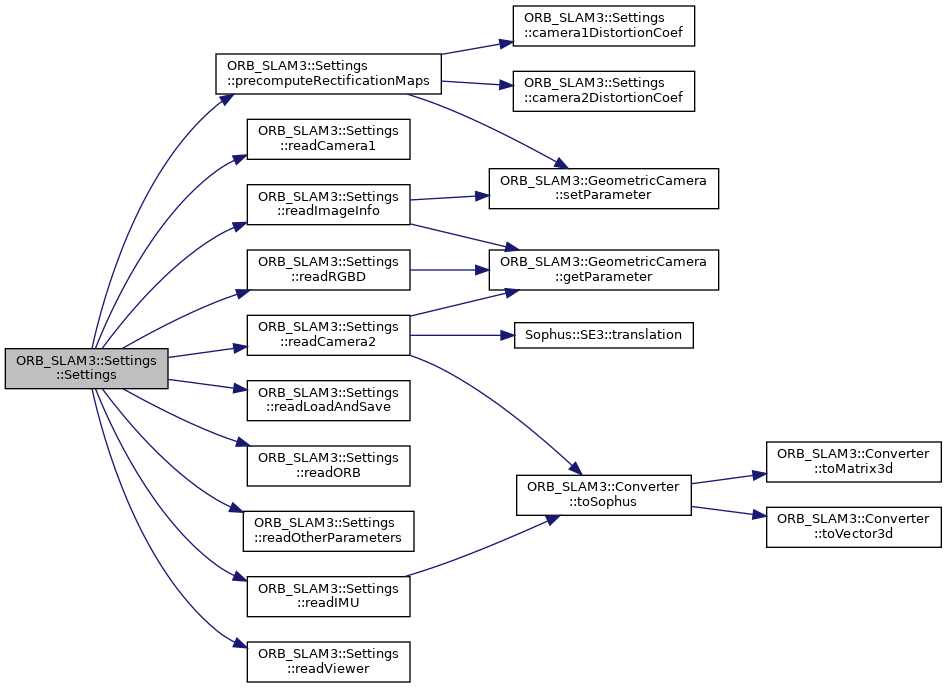 ORB_SLAM3::Settings
::Settings
ORB_SLAM3::Settings
::precomputeRectificationMaps
ORB_SLAM3::Settings
::camera1DistortionCoef
ORB_SLAM3::Settings
::camera2DistortionCoef
ORB_SLAM3::GeometricCamera
::setParameter
ORB_SLAM3::Settings
::readCamera1
ORB_SLAM3::Settings
::readImageInfo
ORB_SLAM3::GeometricCamera
::getParameter
ORB_SLAM3::Settings
::readRGBD
ORB_SLAM3::Settings
::readCamera2
Sophus::SE3::translation
ORB_SLAM3::Converter
::toSophus
ORB_SLAM3::Converter
::toMatrix3d
ORB_SLAM3::Converter
::toVector3d
ORB_SLAM3::Settings
::readLoadAndSave
ORB_SLAM3::Settings
::readORB
ORB_SLAM3::Settings
::readOtherParameters
ORB_SLAM3::Settings
::readIMU
ORB_SLAM3::Settings
::readViewer